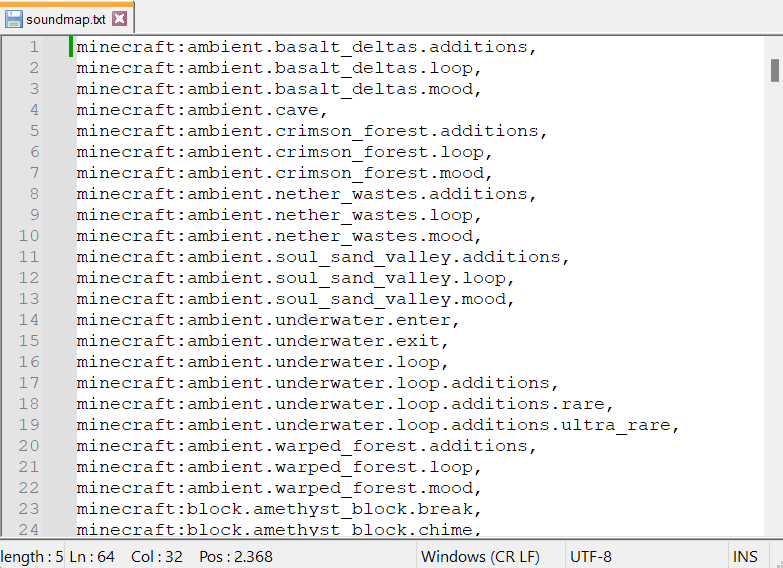 soundmap.txt
1 minecraft:ambient.basalt_deltas.additions,
2 minecraft:ambient.basalt_deltas.loop,
3 minecraft:ambient.basalt_deltas.mood,
4 minecraft:ambient.cave,
5 minecraft:ambient.crimson_forest.additions,
6 minecraft:ambient.crimson_forest.loop,
7 minecraft:ambient.crimson_forest.mood,
8 minecraft:ambient.nether_wastes.additions,
9 minecraft:ambient.nether_wastes.loop,
10 minecraft:ambient.nether_wastes.mood,
11 minecraft:ambient.soul_sand_valley.additions,
12 minecraft:ambient.soul_sand_valley.loop,
13 minecraft:ambient.soul_sand_valley.mood,
14 minecraft:ambient.underwater.enter,
15 minecraft:ambient.underwater.exit,
16 minecraft:ambient.underwater.loop,
17 minecraft:ambient.underwater.loop.additions,
18 minecraft:ambient.underwater.loop.additions.rare,
19 minecraft:ambient.underwater.loop.additions.ultra_rare,
20 minecraft:ambient.warped_forest.additions,
21 minecraft:ambient.warped_forest.loop,
22 minecraft:ambient.warped_forest.mood,
23 minecraft:block.amethyst_block.break,
24 minecraft:block.amethyst_block.chime,
length : 5 Ln : 64 Col : 32 Pos : 2.368 Windows (CR LF) UTF-8 INS